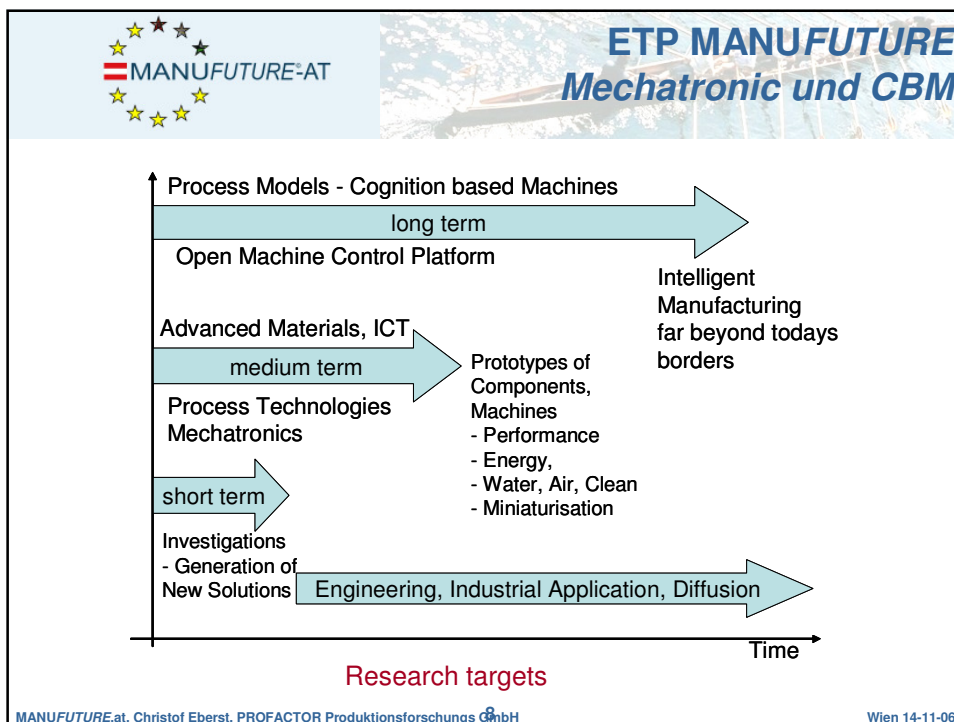 MANUFUTURE®-AT
ETP MANUFUTURE
Mechatronic und CBM
Process Models - Cognition based Machines
long term
Open Machine Control Platform
Intelligent
Manufacturing
far beyond todays
borders
Advanced Materials, ICT
medium term
Process Technologies
Mechatronics
Prototypes of
Components,
Machines
- Performance
- Energy,
- Water, Air, Clean
- Miniaturisation
short term
Investigations
- Generation of
New Solutions
Engineering, Industrial Application, Diffusion
Time
Research targets
MANUFUTURE.at, Christof Eberst, PROFACTOR Produktionsforschungs GmbH
8
Wien 14-11-06